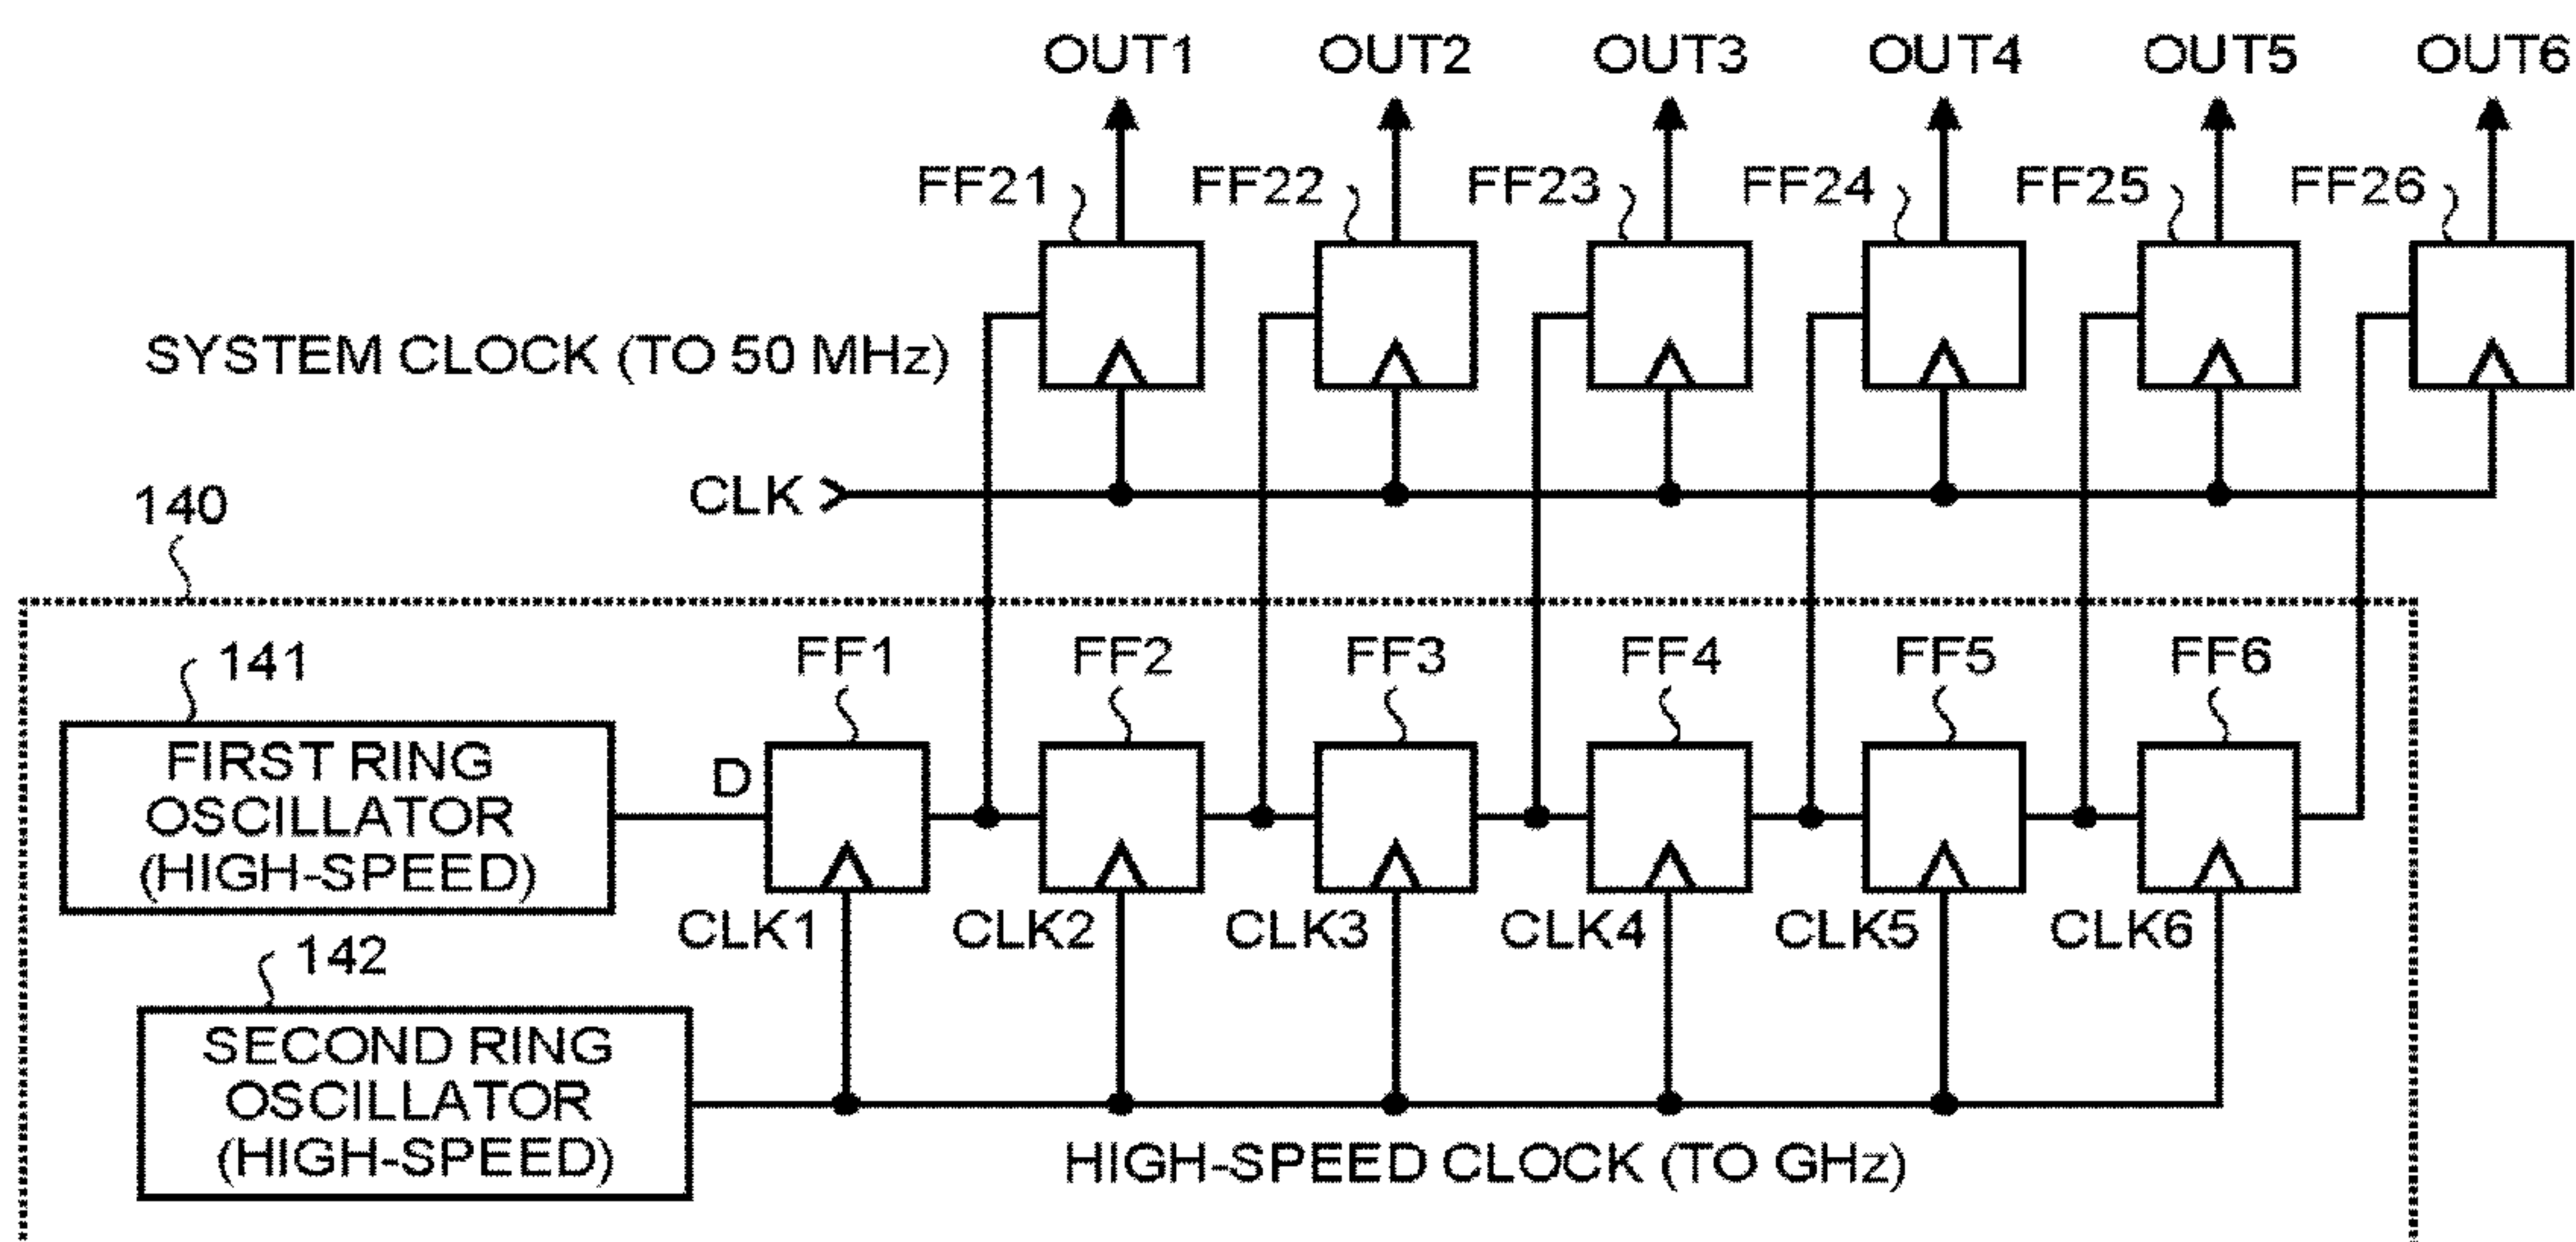 OUT1 OUT2 OUT3 OUT4 OUT5 OUT6
FF21 FF22 FF23 FF24 FF25 FF26
SYSTEM CLOCK (TO 50 MHz)
CLK
140
141
FF1 FF2 FF3 FF4 FF5 FF6
FIRST RING
OSCILLATOR
(HIGH-SPEED)
D
CLK1 CLK2 CLK3 CLK4 CLK5 CLK6
142
SECOND RING
OSCILLATOR
(HIGH-SPEED)
HIGH-SPEED CLOCK (TO GHz)